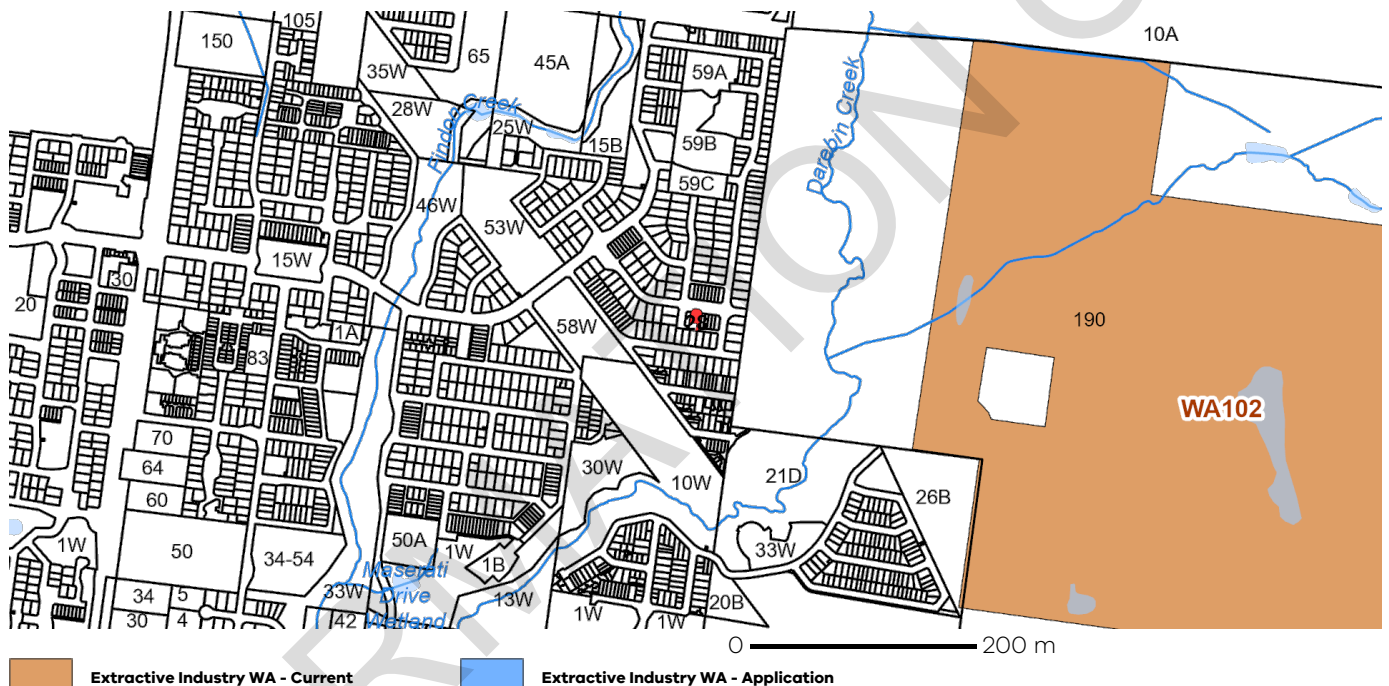 105
150
10A
65
45A
35W
59A
28W
Findon Creek
25W
Darebin Creek
15B
59B
59C
46W
53W
15W
30
20
58W
28
190
1A
83
WA102
70
64
60
30W
10W
21D
26B
1W
50
34-54
50A
1W
1B
33W
Maserati
Drive
Wetland
33W
13W
34
5
30
4
42
1W
1W
20B
0 200 m
Extractive Industry WA - Current Extractive Industry WA - Application